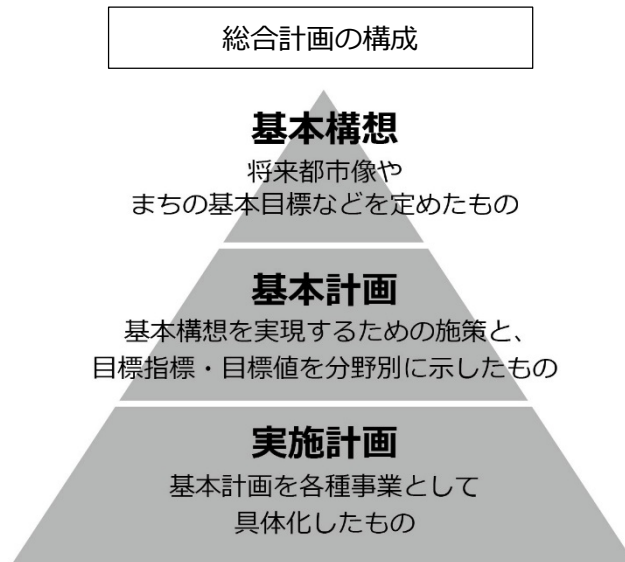 総合計画の構成
基本構想
将来都市像や
まちの基本目標などを定めたもの
基本計画
基本構想を実現するための施策と、
目標指標・目標値を分野別に示したもの
実施計画
基本計画を各種事業として
具体化したもの